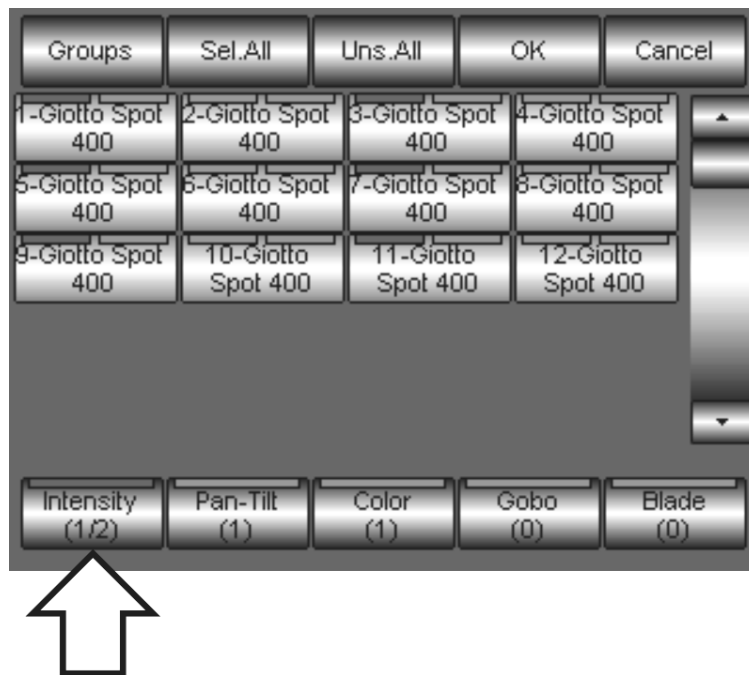 Groups Sel.All Uns.All OK Cancel
1-Giotto Spot 400
2-Giotto Spot 400
3-Giotto Spot 400
4-Giotto Spot 400
5-Giotto Spot 400
6-Giotto Spot 400
7-Giotto Spot 400
8-Giotto Spot 400
9-Giotto Spot 400
10-Giotto Spot 400
11-Giotto Spot 400
12-Giotto Spot 400
Intensity (1/2)
Pan-Tilt (1)
Color (1)
Gobo (0)
Blade (0)